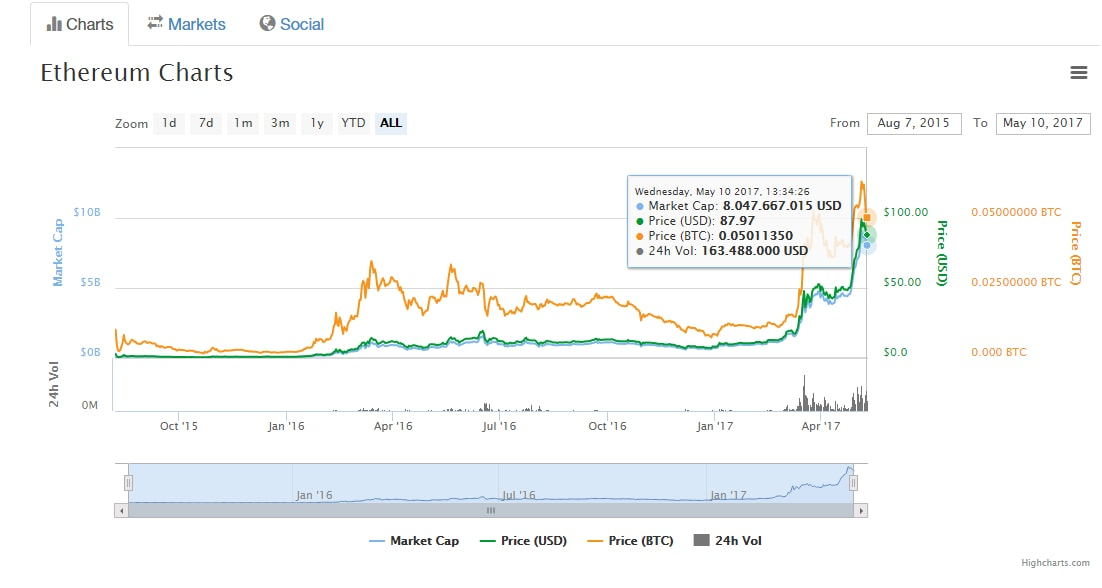 Charts Markets Social
Ethereum Charts
Zoom 1d 7d 1m 3m 1y YTD ALL From Aug 7, 2015 To May 10, 2017
Wednesday, May 10 2017, 13:34:26
Market Cap: 8.047.667.015 USD
Price (USD): 87.97
Price (BTC): 0.05011350
24h Vol: 163.488.000 USD
$10B $100.00 0.05000000 BTC
Market Cap Price (USD) Price (BTC)
$5B $50.00 0.02500000 BTC
$0B $0.0 0.000 BTC
24h Vol
0M
Oct '15 Jan '16 Apr '16 Jul '16 Oct '16 Jan '17 Apr '17
Jan '16 Jul '16 Jan '17
Market Cap Price (USD) Price (BTC) 24h Vol
Highcharts.com